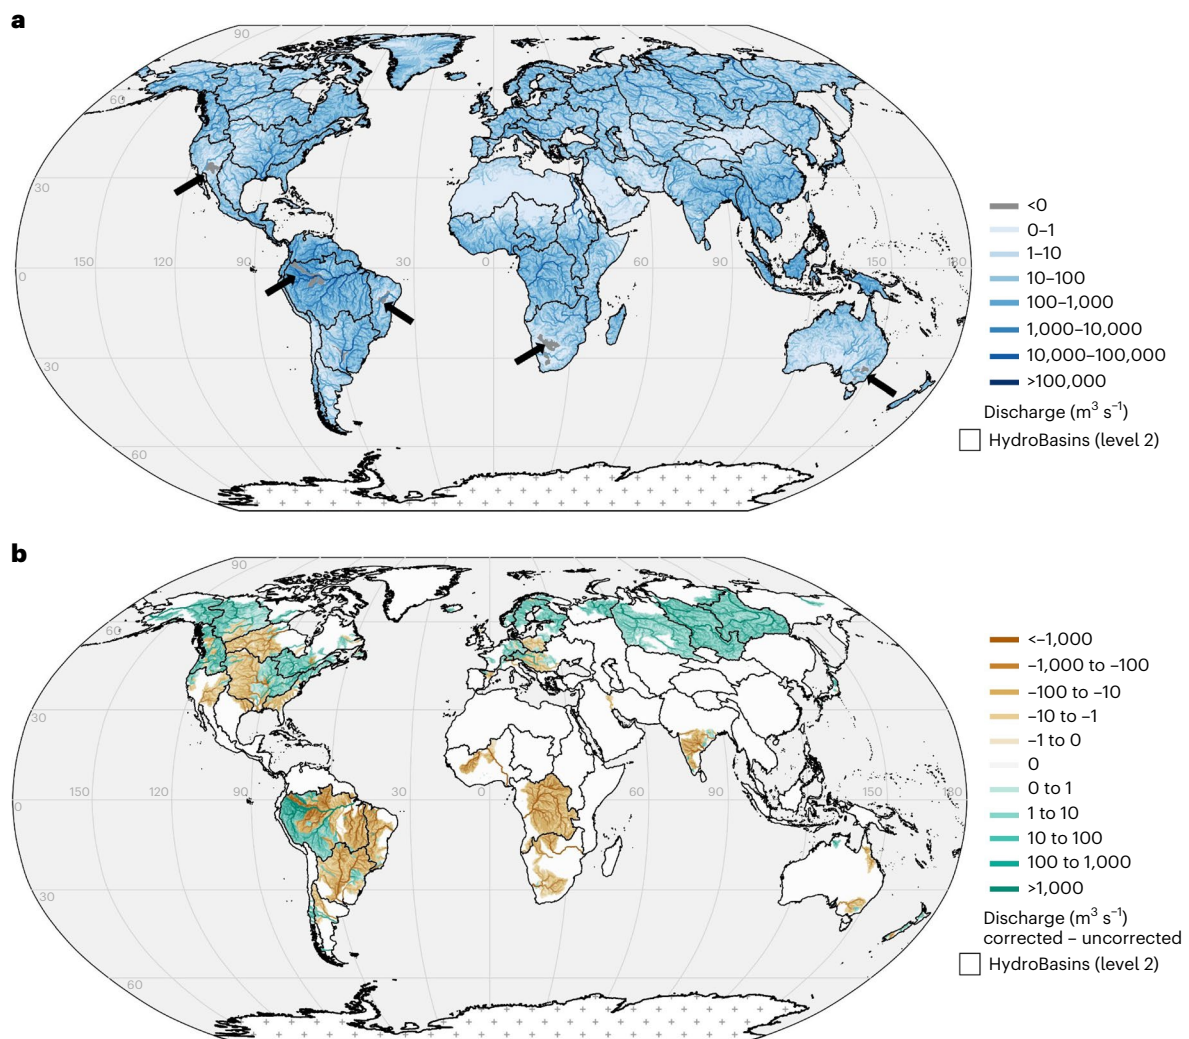 a
90
60
30
0
150
120
90
30
0
60
90
150
180
30
60
<0
0–1
1–10
10–100
100–1,000
1,000–10,000
10,000–100,000
>100,000
Discharge (m³ s⁻¹)
HydroBasins (level 2)
b
90
60
30
0
150
120
90
30
0
60
90
150
180
30
60
<–1,000
–1,000 to –100
–100 to –10
–10 to –1
–1 to 0
0
0 to 1
1 to 10
10 to 100
100 to 1,000
>1,000
Discharge (m³ s⁻¹)
corrected – uncorrected
HydroBasins (level 2)